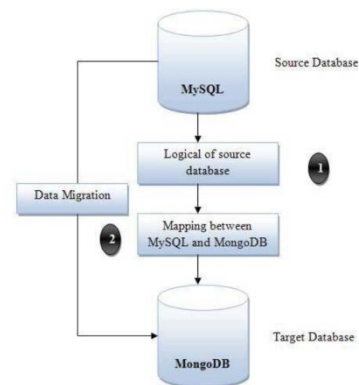 Source Database
MySQL
Logical of source
database
1
Data Migration
Mapping between
MySQL and MongoDB
2
Target Database
MongoDB